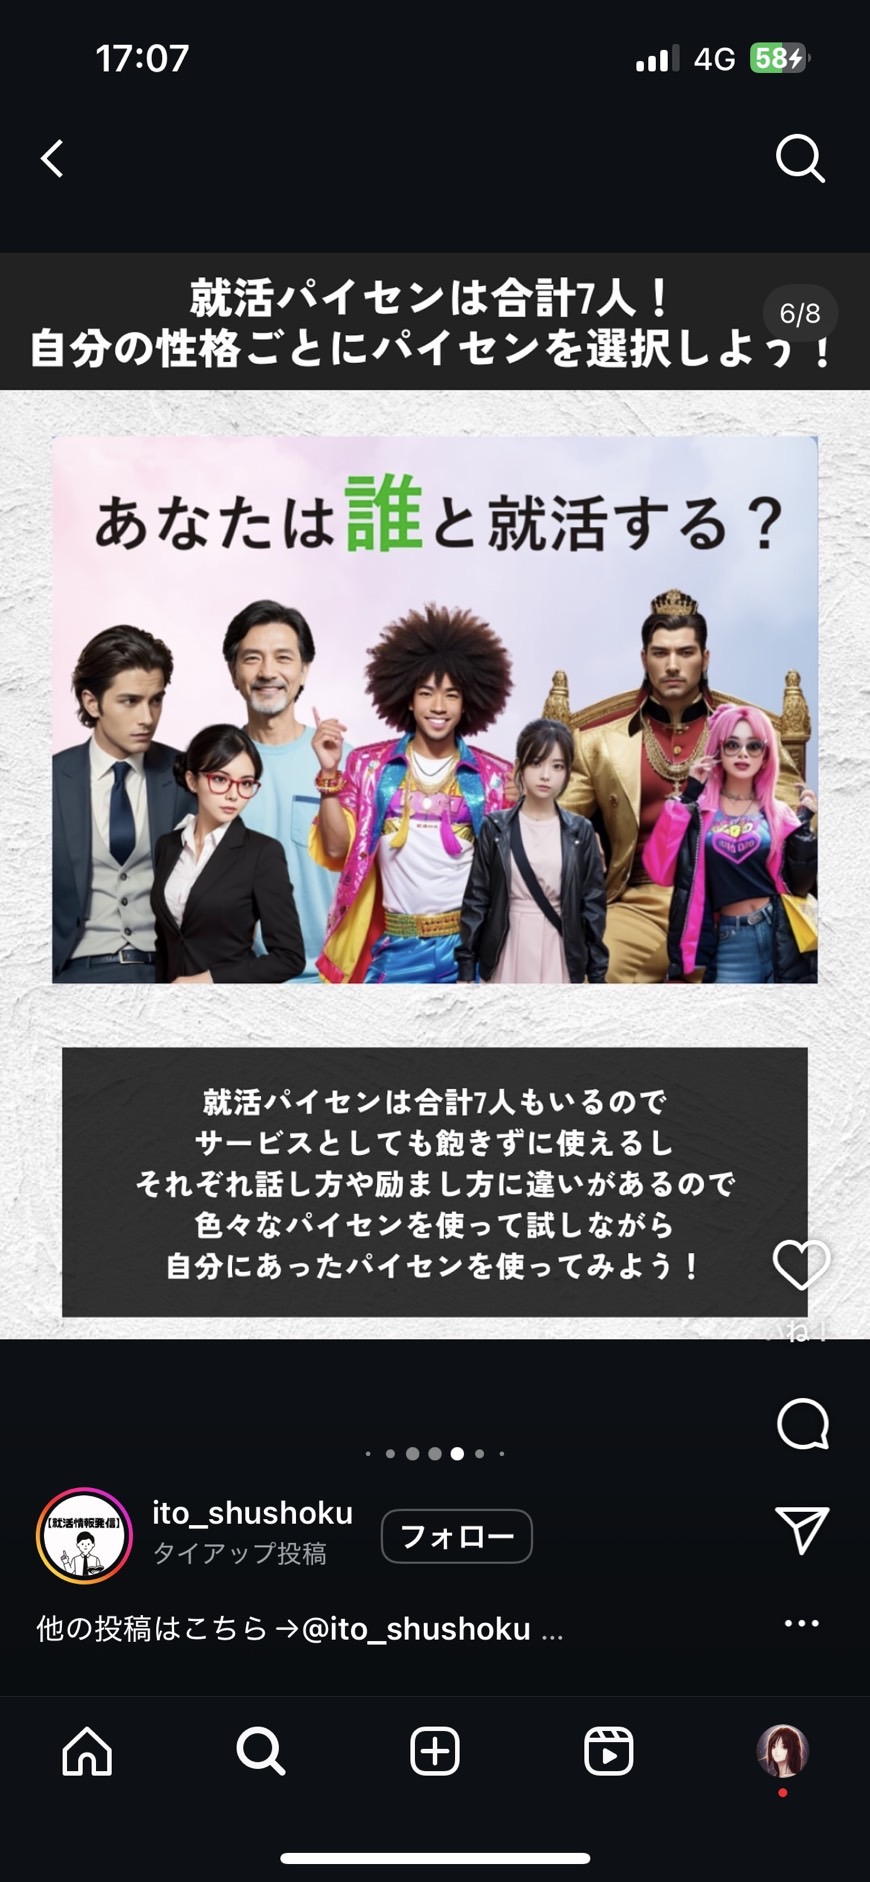 17:07
4G
58
就活パイセンは合計7人！
自分の性格ごとにパイセンを選択しよう！
6/8
あなたは誰と就活する？
就活パイセンは合計7人もいるので
サービスとしても飽きずに使えるし
それぞれ話し方や励まし方に違いがあるので
色々なパイセンを使って試しながら
自分にあったパイセンを使ってみよう！
いいね！
【就活情報発信】
ito_shushoku
タイアップ投稿
フォロー
他の投稿はこちら→@ito_shushoku ...